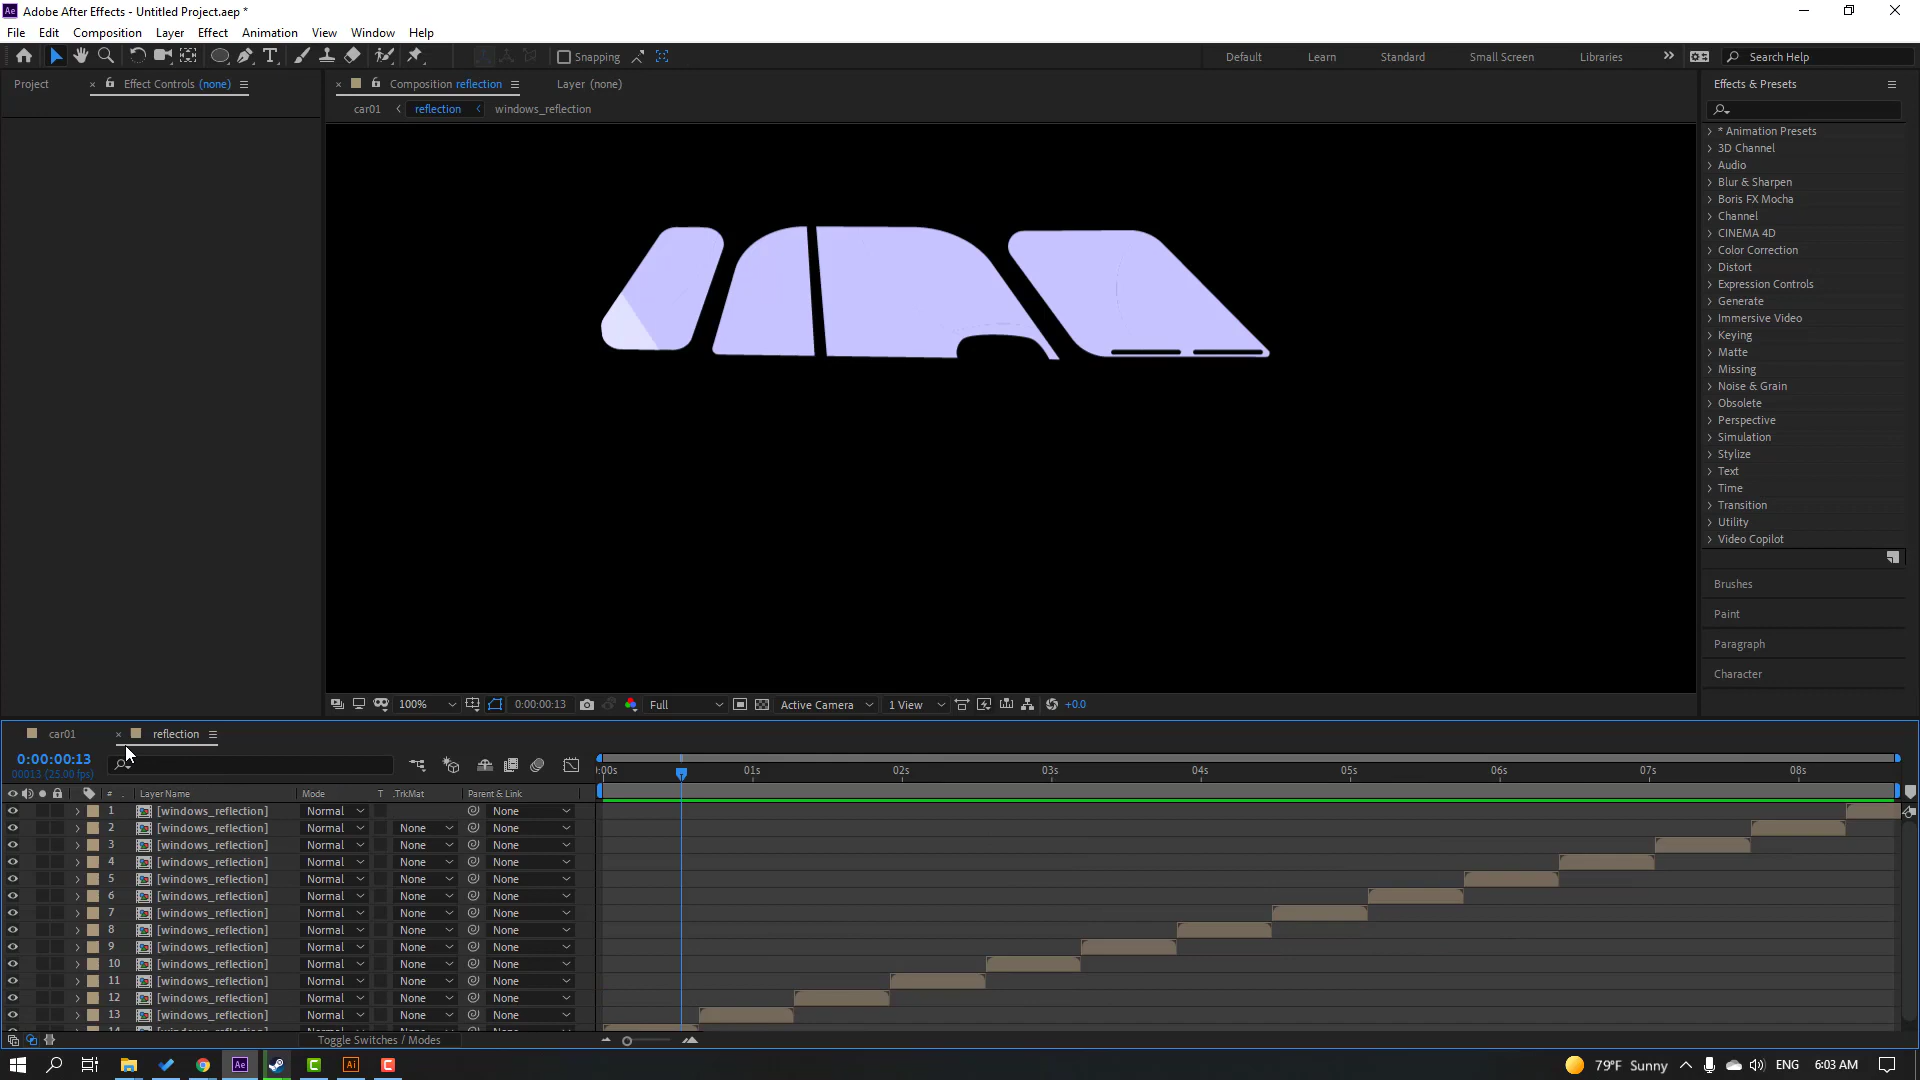 Ae Adobe After Effects - Untitled Project.aep *
File Edit Composition Layer Effect Animation View Window Help
Snapping Default Learn Standard Small Screen Libraries Search Help
Project Effect Controls (none) Composition reflection Layer (none) Effects & Presets
car01 reflection windows_reflection
* Animation Presets
3D Channel
Audio
Blur & Sharpen
Boris FX Mocha
Channel
CINEMA 4D
Color Correction
Distort
Expression Controls
Generate
Immersive Video
Keying
Matte
Missing
Noise & Grain
Obsolete
Perspective
Simulation
Stylize
Text
Time
Transition
Utility
Video Copilot
Brushes
Paint
Paragraph
Character
100% 0:00:00:13 Full Active Camera 1 View +0.0
car01 reflection
0:00:00:13
00013 (25.00 fps)
:00s 01s 02s 03s 04s 05s 06s 07s 08s
# Layer Name Mode T .TrkMat Parent & Link
1 [windows_reflection] Normal None
2 [windows_reflection] Normal None None
3 [windows_reflection] Normal None None
4 [windows_reflection] Normal None None
5 [windows_reflection] Normal None None
6 [windows_reflection] Normal None None
7 [windows_reflection] Normal None None
8 [windows_reflection] Normal None None
9 [windows_reflection] Normal None None
10 [windows_reflection] Normal None None
11 [windows_reflection] Normal None None
12 [windows_reflection] Normal None None
13 [windows_reflection] Normal None None
Toggle Switches / Modes
Ae C Ai C 79°F Sunny ENG 6:03 AM